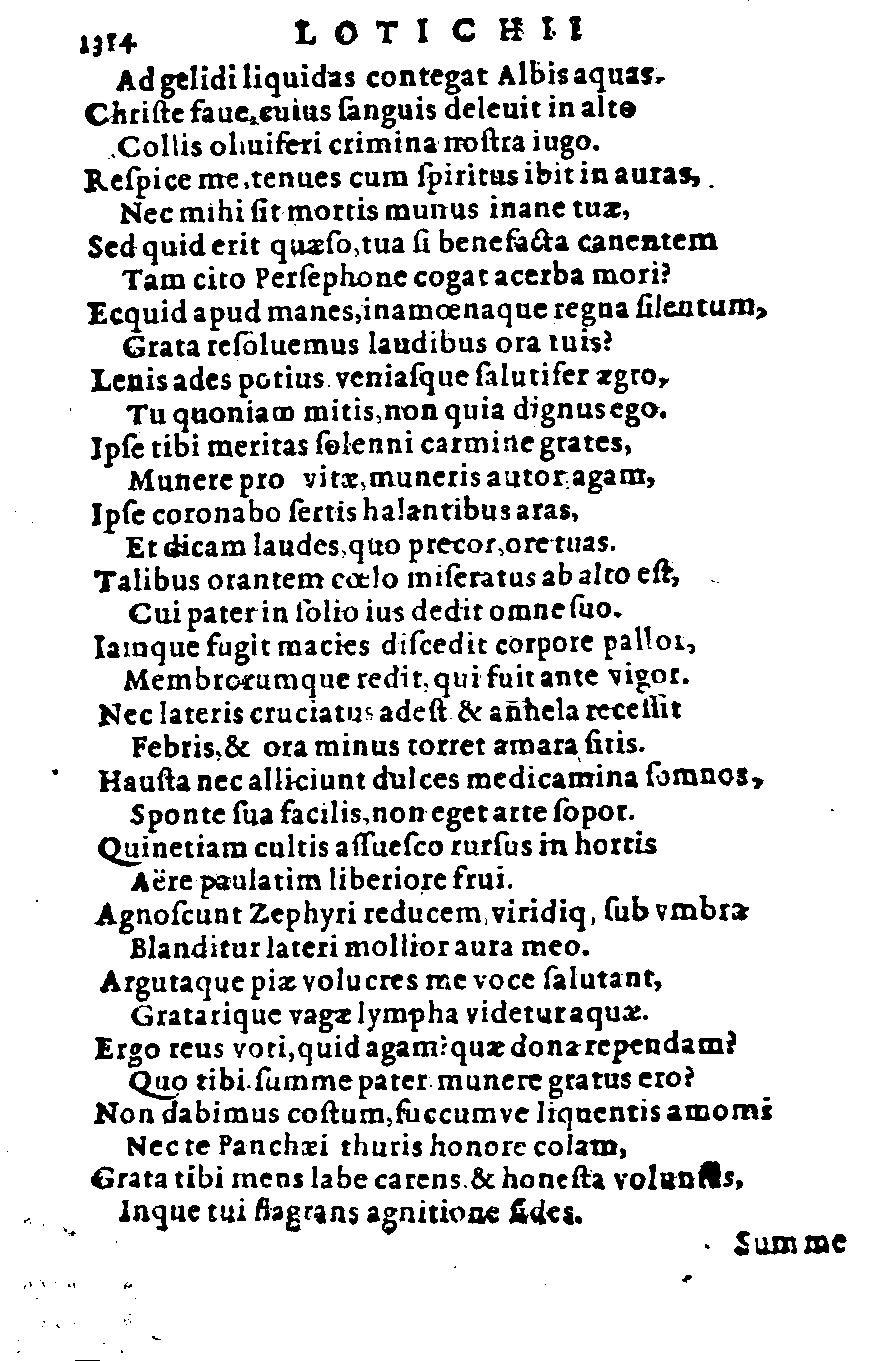 1314 LOTICHII
Ad gelidi liquidas contegat Albis aquas.
Chriſte faue, cuius ſanguis deleuit in alto
Collis oliuiferi crimina noſtra iugo.
Reſpice me, tenues cum ſpiritus ibit in auras,
Nec mihi ſit mortis munus inane tuæ,
Sed quid erit quæſo, tua ſi benefacta canentem
Tam cito Perſephone cogat acerba mori?
Ecquid apud manes, inamœnaque regna ſilentum,
Grata reſoluemus laudibus ora tuis?
Lenis ades potius veniaſque ſalutifer ægro,
Tu quoniam mitis, non quia dignus ego.
Ipſe tibi meritas ſolenni carmine grates,
Munere pro vitæ, muneris autor agam,
Ipſe coronabo ſertis halantibus aras,
Et dicam laudes, quo precor, ore tuas.
Talibus orantem cœlo miſeratus ab alto eſt,
Cui pater in ſolio ius dedit omne ſuo.
Iamque fugit macies diſcedit corpore pallor,
Membrorumque redit, qui fuit ante vigor.
Nec lateris cruciatus adeſt & añhela receſſit
Febris, & ora minus torret amara ſitis.
Hauſta nec alliciunt dulces medicamina ſomnos,
Sponte ſua facilis, non eget arte ſopor.
Quinetiam cultis aſſueſco rurſus in hortis
Aëre paulatim liberiore frui.
Agnoſcunt Zephyri reducem, viridiq, ſub vmbra
Blanditur lateri mollior aura meo.
Argutaque piæ volucres me voce ſalutant,
Gratarique vagæ lympha videtur aquæ.
Ergo reus voti, quid agam? quæ dona rependam?
Quo tibi ſumme pater munere gratus ero?
Non dabimus coſtum, ſuccumve liquentis amomi
Nec te Panchæi thuris honore colam,
Grata tibi mens labe carens & honeſta voluntas,
Inque tui flagrans agnitione fides.
Summe